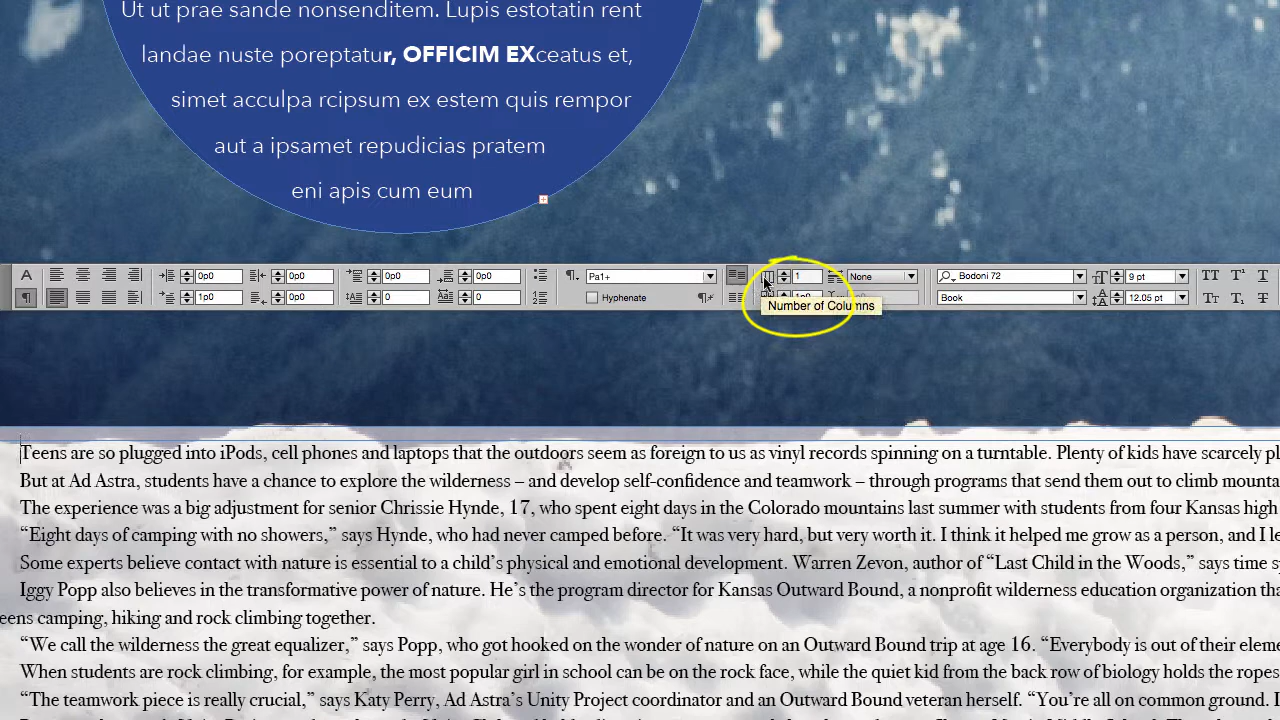 Ut ut prae sande nonsenditem. Lupis estotatin rent
landae nuste poreptatur, OFFICIM EXceatus et,
simet acculpa rcipsum ex estem quis rempor
aut a ipsamet repudicias pratem
eni apis cum eum
A 0p0 0p0 0p0 0p0 Pa1+ 1 None Bodoni 72 9 pt TT T¹ T
¶ 1p0 0p0 0 0 Hyphenate Book 12.05 pt TT T₁ T
Number of Columns
Teens are so plugged into iPods, cell phones and laptops that the outdoors seem as foreign to us as vinyl records spinning on a turntable. Plenty of kids have scarcely pl
But at Ad Astra, students have a chance to explore the wilderness – and develop self-confidence and teamwork – through programs that send them out to climb mounta
The experience was a big adjustment for senior Chrissie Hynde, 17, who spent eight days in the Colorado mountains last summer with students from four Kansas high
“Eight days of camping with no showers,” says Hynde, who had never camped before. “It was very hard, but very worth it. I think it helped me grow as a person, and I le
Some experts believe contact with nature is essential to a child’s physical and emotional development. Warren Zevon, author of “Last Child in the Woods,” says time sp
Iggy Popp also believes in the transformative power of nature. He’s the program director for Kansas Outward Bound, a nonprofit wilderness education organization tha
eens camping, hiking and rock climbing together.
“We call the wilderness the great equalizer,” says Popp, who got hooked on the wonder of nature on an Outward Bound trip at age 16. “Everybody is out of their eleme
When students are rock climbing, for example, the most popular girl in school can be on the rock face, while the quiet kid from the back row of biology holds the ropes
“The teamwork piece is really crucial,” says Katy Perry, Ad Astra’s Unity Project coordinator and an Outward Bound veteran herself. “You’re all on common ground. I